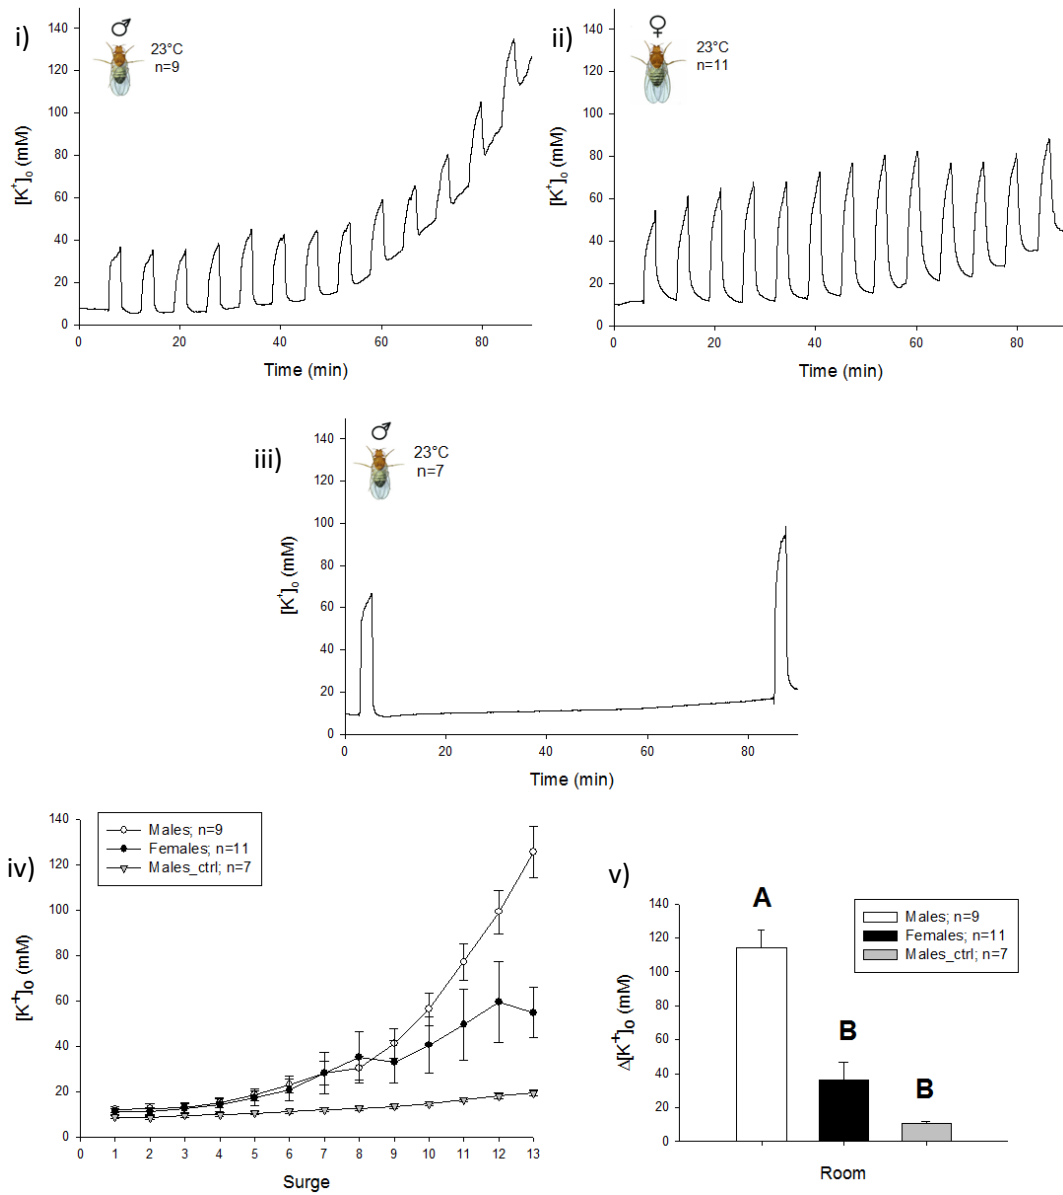 i)
♂
23°C
n=9
140
120
100
80
60
40
20
0
[K⁺]ₒ (mM)
0 20 40 60 80
Time (min)
ii)
♀
23°C
n=11
140
120
100
80
60
40
20
0
[K⁺]ₒ (mM)
0 20 40 60 80
Time (min)
iii)
♂
23°C
n=7
140
120
100
80
60
40
20
0
[K⁺]ₒ (mM)
0 20 40 60 80
Time (min)
iv)
Males; n=9
Females; n=11
Males_ctrl; n=7
140
120
100
80
60
40
20
0
[K⁺]o (mM)
0 1 2 3 4 5 6 7 8 9 10 11 12 13
Surge
v)
A
B
B
Males; n=9
Females; n=11
Males_ctrl; n=7
140
120
100
80
60
40
20
0
Δ[K⁺]o (mM)
Room